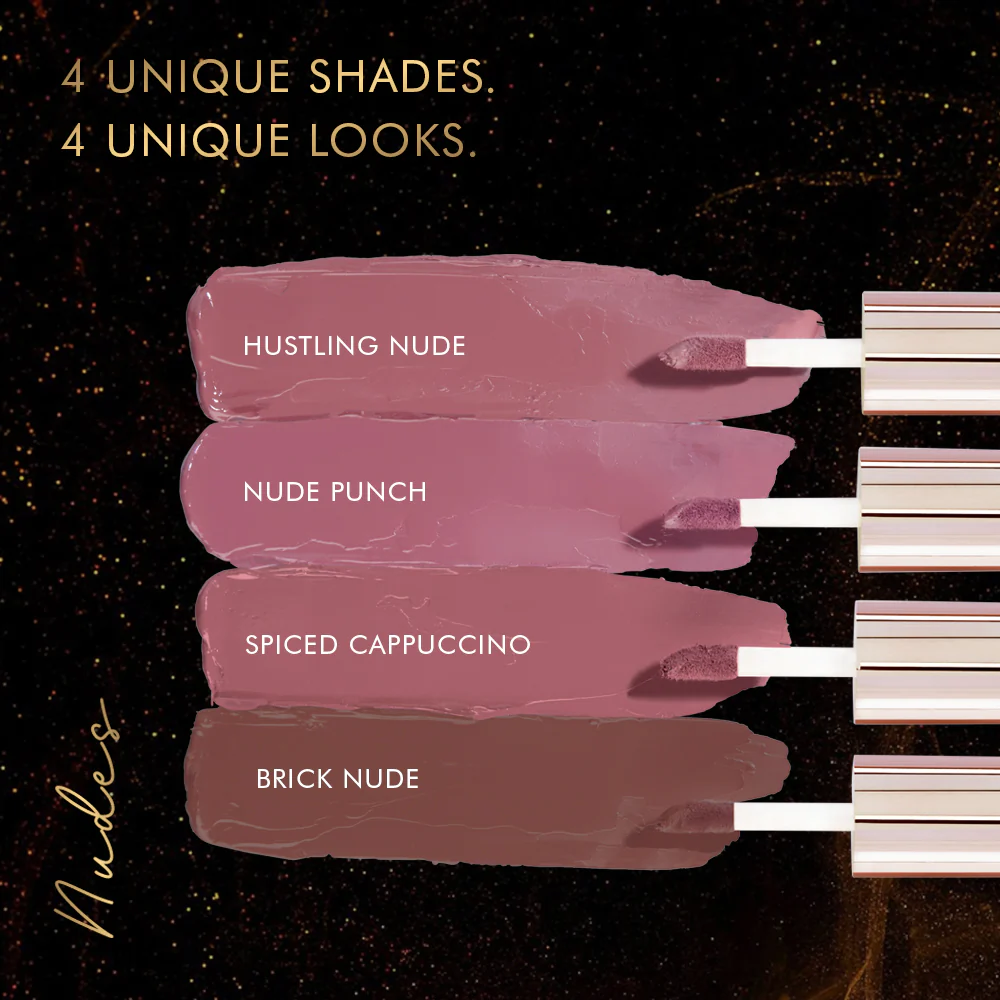 4 UNIQUE SHADES.
4 UNIQUE LOOKS.
HUSTLING NUDE
NUDE PUNCH
SPICED CAPPUCCINO
BRICK NUDE
Nudes